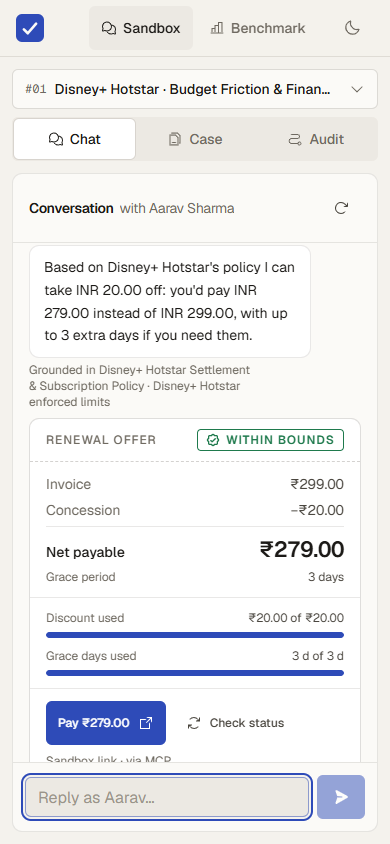 Sandbox
Benchmark
#01 Disney+ Hotstar · Budget Friction & Finan...
Chat
Case
Audit
Conversation with Aarav Sharma
Based on Disney+ Hotstar's policy I can
take INR 20.00 off: you'd pay INR
279.00 instead of INR 299.00, with up
to 3 extra days if you need them.
Grounded in Disney+ Hotstar Settlement
& Subscription Policy · Disney+ Hotstar
enforced limits
RENEWAL OFFER
WITHIN BOUNDS
Invoice ₹299.00
Concession −₹20.00
Net payable ₹279.00
Grace period 3 days
Discount used ₹20.00 of ₹20.00
Grace days used 3 d of 3 d
Pay ₹279.00
Check status
Sandbox link · via MCP
Reply as Aarav...